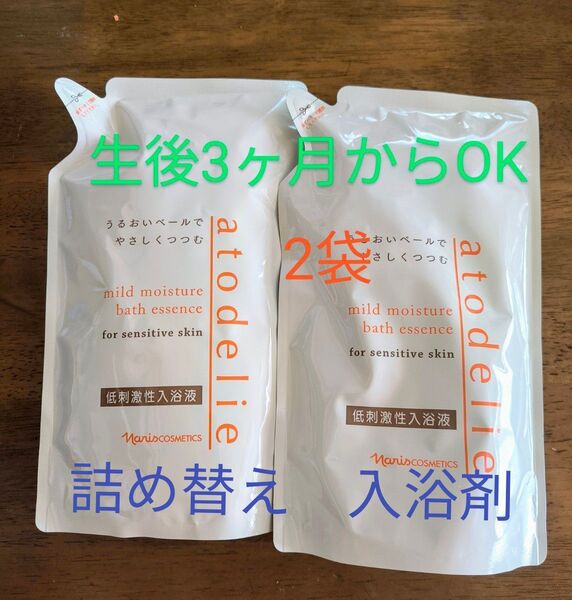 生後3ヶ月からOK
うるおいベールで
やさしくつつむ
mild moisture
bath essence
for sensitive skin
atodelie
低刺激性入浴液
naris COSMETICS
2袋
うるおいベールで
やさしくつつむ
mild moisture
bath essence
for sensitive skin
atodelie
低刺激性入浴液
naris COSMETICS
詰め替え 入浴剤